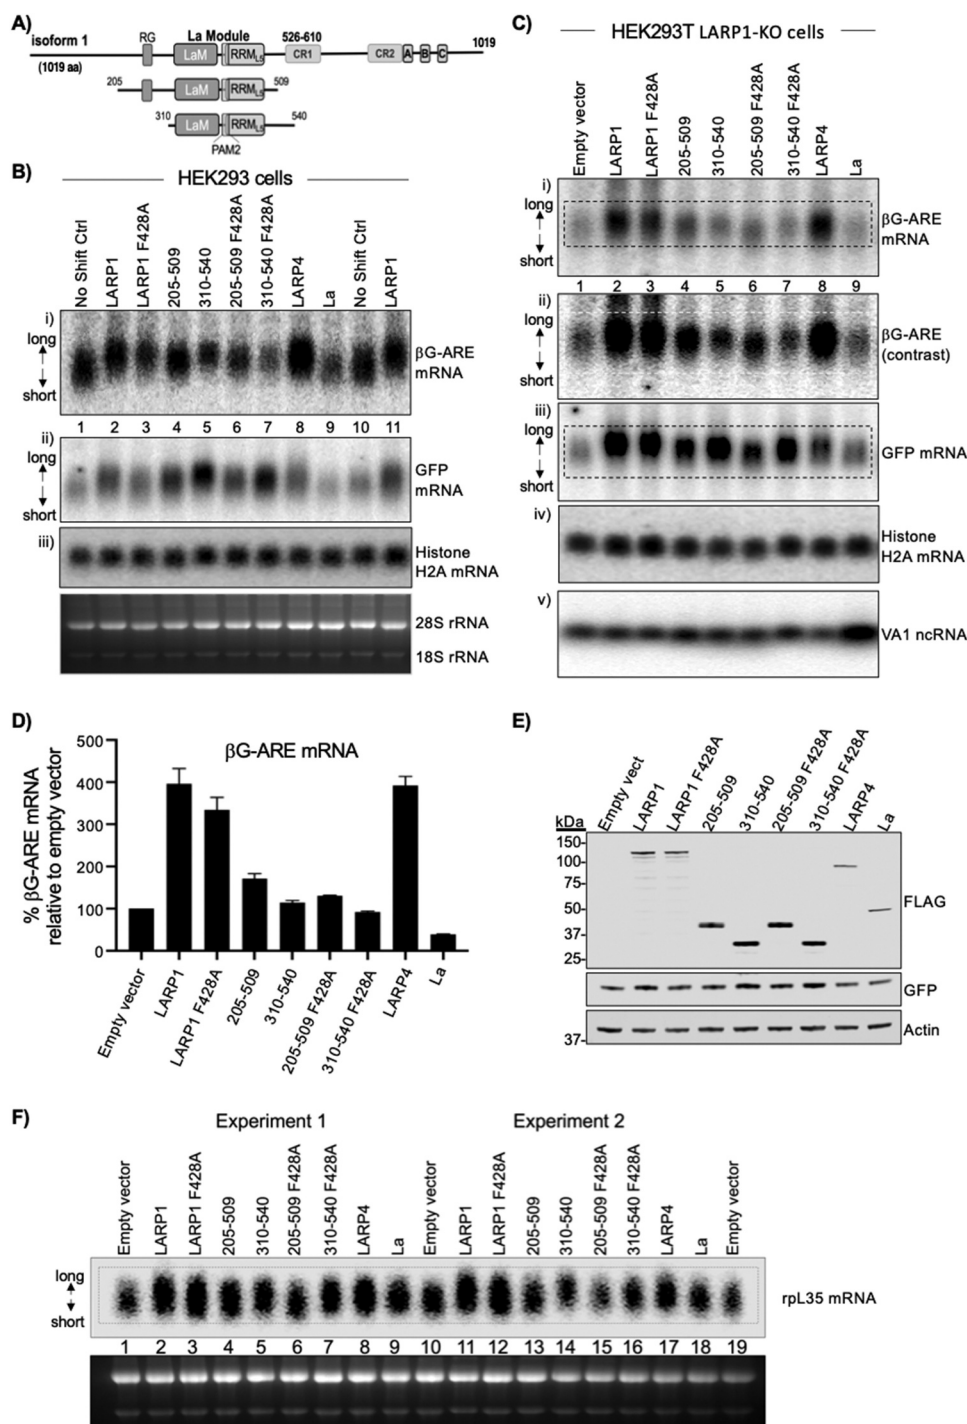 A)
isoform 1
(1019 aa)
RG
La Module
LaM
RRML5
526-610
CR1
CR2
A
B
C
1019
205
LaM
RRML5
509
310
LaM
RRML5
540
PAM2
B)
HEK293 cells
No Shift Ctrl
LARP1
LARP1 F428A
205-509
310-540
205-509 F428A
310-540 F428A
LARP4
La
No Shift Ctrl
LARP1
i)
long
short
βG-ARE
mRNA
1 2 3 4 5 6 7 8 9 10 11
ii)
long
short
GFP
mRNA
iii)
Histone
H2A mRNA
28S rRNA
18S rRNA
C)
HEK293T LARP1-KO cells
Empty vector
LARP1
LARP1 F428A
205-509
310-540
205-509 F428A
310-540 F428A
LARP4
La
i)
long
short
βG-ARE
mRNA
1 2 3 4 5 6 7 8 9
ii)
long
short
βG-ARE
(contrast)
iii)
long
short
GFP mRNA
iv)
Histone
H2A mRNA
v)
VA1 ncRNA
D)
βG-ARE mRNA
% βG-ARE mRNA
relative to empty vector
500
400
300
200
100
0
Empty vector
LARP1
LARP1 F428A
205-509
310-540
205-509 F428A
310-540 F428A
LARP4
La
E)
Empty vect
LARP1
LARP1 F428A
205-509
310-540
205-509 F428A
310-540 F428A
LARP4
La
kDa
150-
100-
75-
50-
37-
25-
FLAG
GFP
Actin
37-
F)
Experiment 1
Experiment 2
Empty vector
LARP1
LARP1 F428A
205-509
310-540
205-509 F428A
310-540 F428A
LARP4
La
Empty vector
LARP1
LARP1 F428A
205-509
310-540
205-509 F428A
310-540 F428A
LARP4
La
Empty vector
long
short
rpL35 mRNA
1 2 3 4 5 6 7 8 9 10 11 12 13 14 15 16 17 18 19